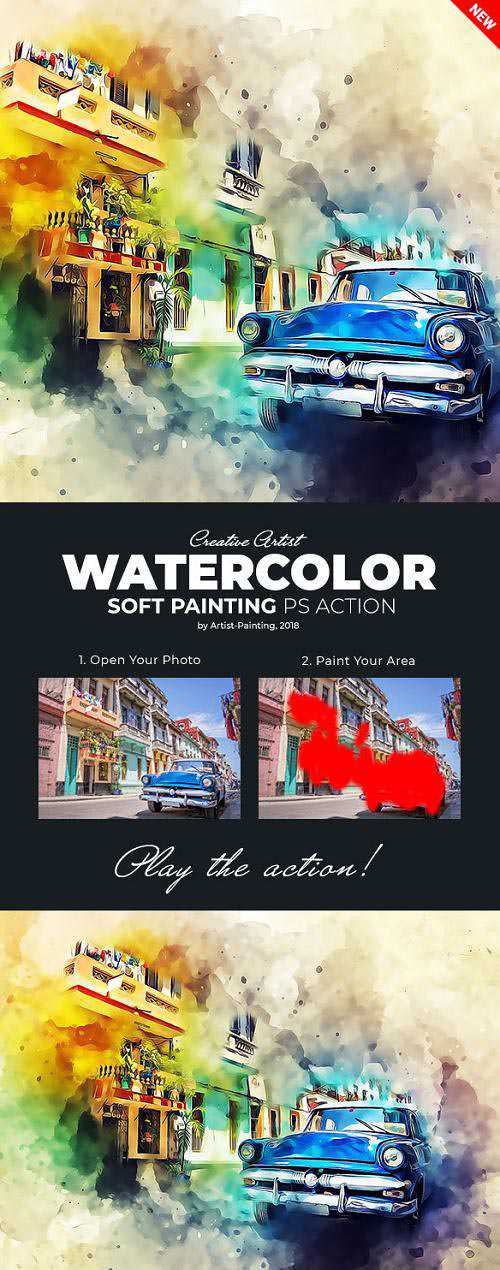 NEW
Creative Artist
WATERCOLOR
SOFT PAINTING PS ACTION
by Artist-Painting, 2018
1. Open Your Photo
2. Paint Your Area
Play the action!